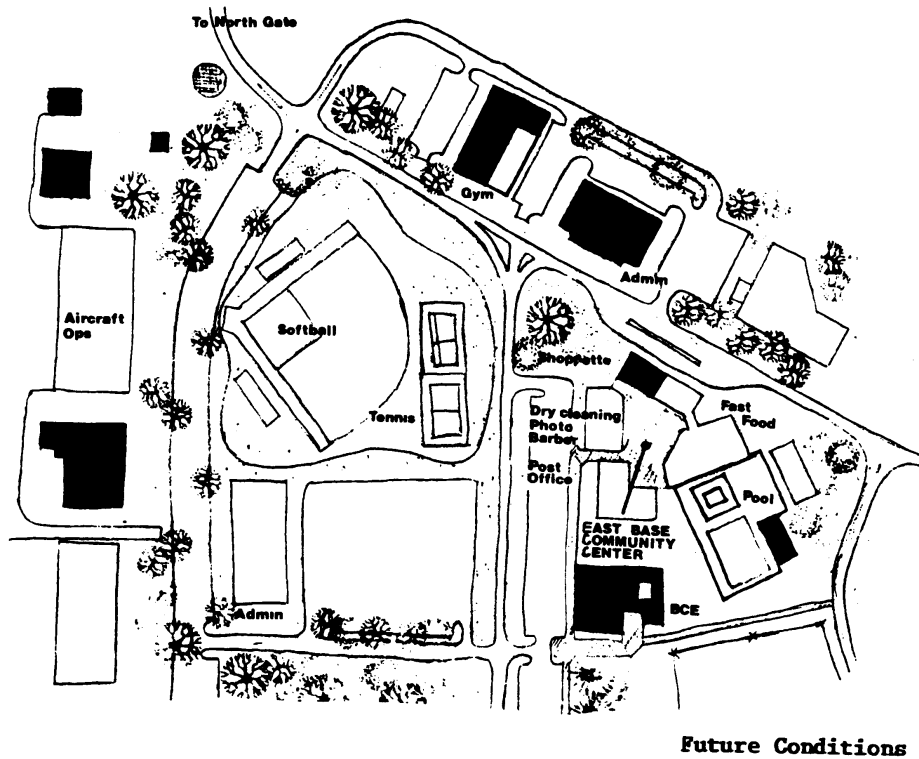 To North Gate
Gym
Admin
Aircraft
Ops
Softball
Shoppette
Tennis
Dry cleaning
Photo
Barber
Fast
Food
Post
Office
Pool
EAST BASE
COMMUNITY
CENTER
BCE
Admin
Future Conditions